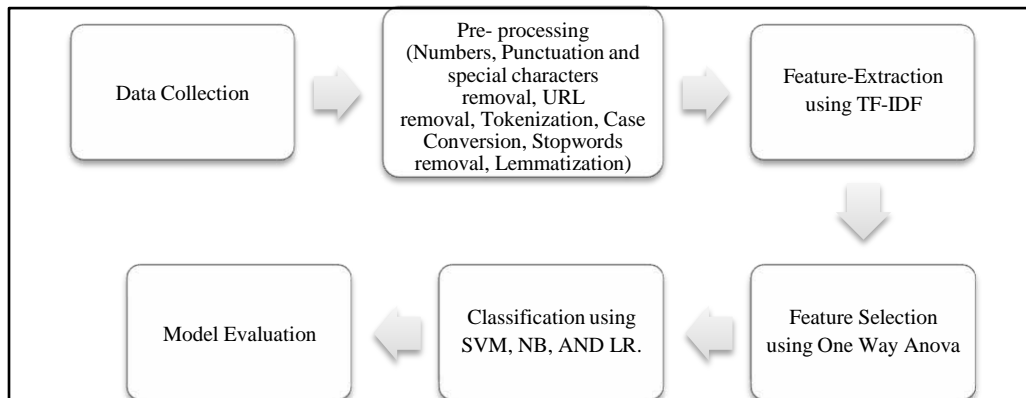 Data Collection
Pre- processing
(Numbers, Punctuation and
special characters
removal, URL
removal, Tokenization, Case
Conversion, Stopwords
removal, Lemmatization)
Feature-Extraction
using TF-IDF
Feature Selection
using One Way Anova
Classification using
SVM, NB, AND LR.
Model Evaluation